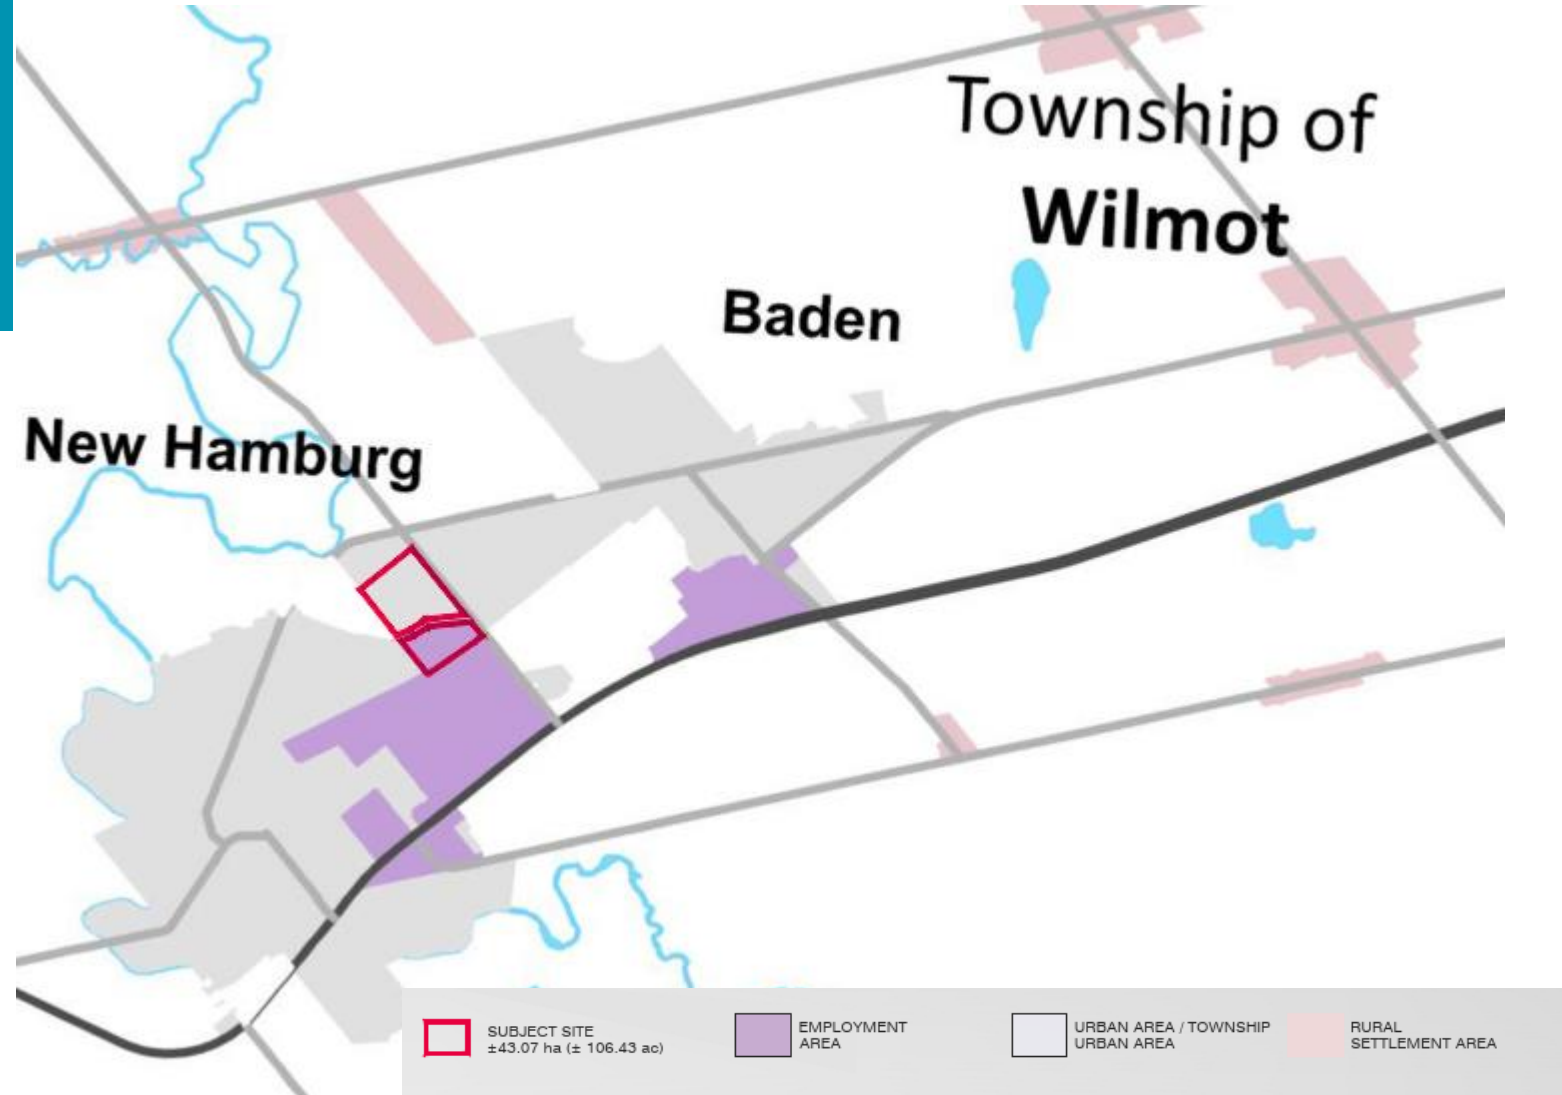 Township of
Wilmot
Baden
New Hamburg
SUBJECT SITE
±43.07 ha (± 106.43 ac)
EMPLOYMENT
AREA
URBAN AREA / TOWNSHIP
URBAN AREA
RURAL
SETTLEMENT AREA